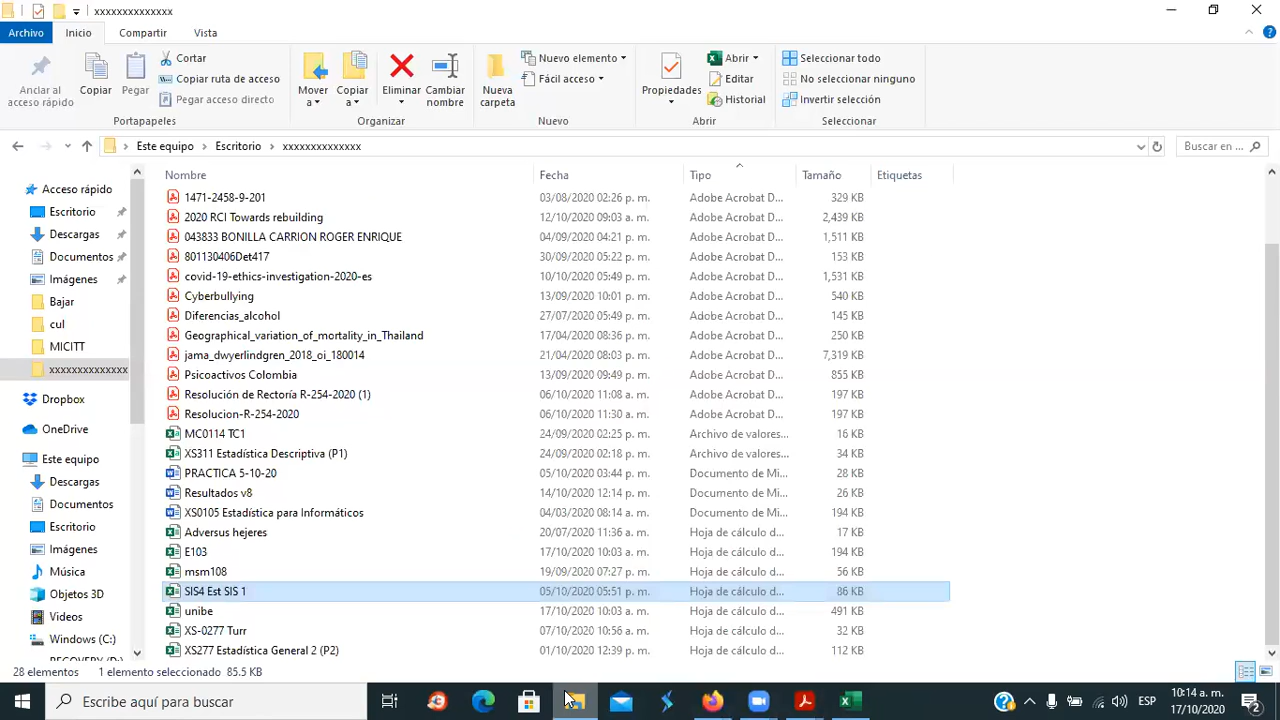 xxxxxxxxxxxxxx
Archivo Inicio Compartir Vista
Anclar al acceso rápido
Copiar
Pegar
Cortar
Copiar ruta de acceso
Pegar acceso directo
Portapapeles
Mover a
Copiar a
Eliminar
Cambiar nombre
Organizar
Nueva carpeta
Nuevo elemento
Fácil acceso
Nuevo
Propiedades
Abrir
Editar
Historial
Abrir
Seleccionar todo
No seleccionar ninguno
Invertir selección
Seleccionar
Este equipo Escritorio xxxxxxxxxxxxxx
Buscar en ...
Acceso rápido
Escritorio
Descargas
Documentos
Imágenes
Bajar
cul
MICITT
xxxxxxxxxxxxxx
Dropbox
OneDrive
Este equipo
Descargas
Documentos
Escritorio
Imágenes
Música
Objetos 3D
Videos
Windows (C:)
Nombre Fecha Tipo Tamaño Etiquetas
1471-2458-9-201 03/08/2020 02:26 p. m. Adobe Acrobat D... 329 KB
2020 RCI Towards rebuilding 12/10/2020 09:03 a. m. Adobe Acrobat D... 2,439 KB
043833 BONILLA CARRION ROGER ENRIQUE 04/09/2020 04:21 p. m. Adobe Acrobat D... 1,511 KB
801130406Det417 30/09/2020 05:22 p. m. Adobe Acrobat D... 153 KB
covid-19-ethics-investigation-2020-es 10/10/2020 05:49 p. m. Adobe Acrobat D... 1,531 KB
Cyberbullying 13/09/2020 10:01 p. m. Adobe Acrobat D... 540 KB
Diferencias_alcohol 27/07/2020 05:49 p. m. Adobe Acrobat D... 145 KB
Geographical_variation_of_mortality_in_Thailand 17/04/2020 08:36 p. m. Adobe Acrobat D... 250 KB
jama_dwyerlindgren_2018_oi_180014 21/04/2020 08:03 p. m. Adobe Acrobat D... 7,319 KB
Psicoactivos Colombia 13/09/2020 09:49 p. m. Adobe Acrobat D... 855 KB
Resolución de Rectoría R-254-2020 (1) 06/10/2020 11:08 a. m. Adobe Acrobat D... 197 KB
Resolucion-R-254-2020 06/10/2020 11:30 a. m. Adobe Acrobat D... 197 KB
MC0114 TC1 24/09/2020 02:25 p. m. Archivo de valores... 16 KB
XS311 Estadística Descriptiva (P1) 24/09/2020 02:18 p. m. Archivo de valores... 34 KB
PRACTICA 5-10-20 05/10/2020 03:44 p. m. Documento de Mi... 28 KB
Resultados v8 14/10/2020 12:14 p. m. Documento de Mi... 26 KB
XS0105 Estadística para Informáticos 04/03/2020 08:14 a. m. Documento de Mi... 194 KB
Adversus hejeres 20/07/2020 11:36 a. m. Hoja de cálculo d... 17 KB
E103 17/10/2020 10:03 a. m. Hoja de cálculo d... 194 KB
msm108 19/09/2020 07:27 p. m. Hoja de cálculo d... 56 KB
SIS4 Est SIS 1 05/10/2020 05:51 p. m. Hoja de cálculo d... 86 KB
unibe 17/10/2020 10:03 a. m. Hoja de cálculo d... 491 KB
XS-0277 Turr 07/10/2020 10:56 a. m. Hoja de cálculo d... 32 KB
XS277 Estadística General 2 (P2) 01/10/2020 12:39 p. m. Hoja de cálculo d... 112 KB
28 elementos 1 elemento seleccionado 85.5 KB
Escribe aquí para buscar
ESP
10:14 a. m.
17/10/2020
2